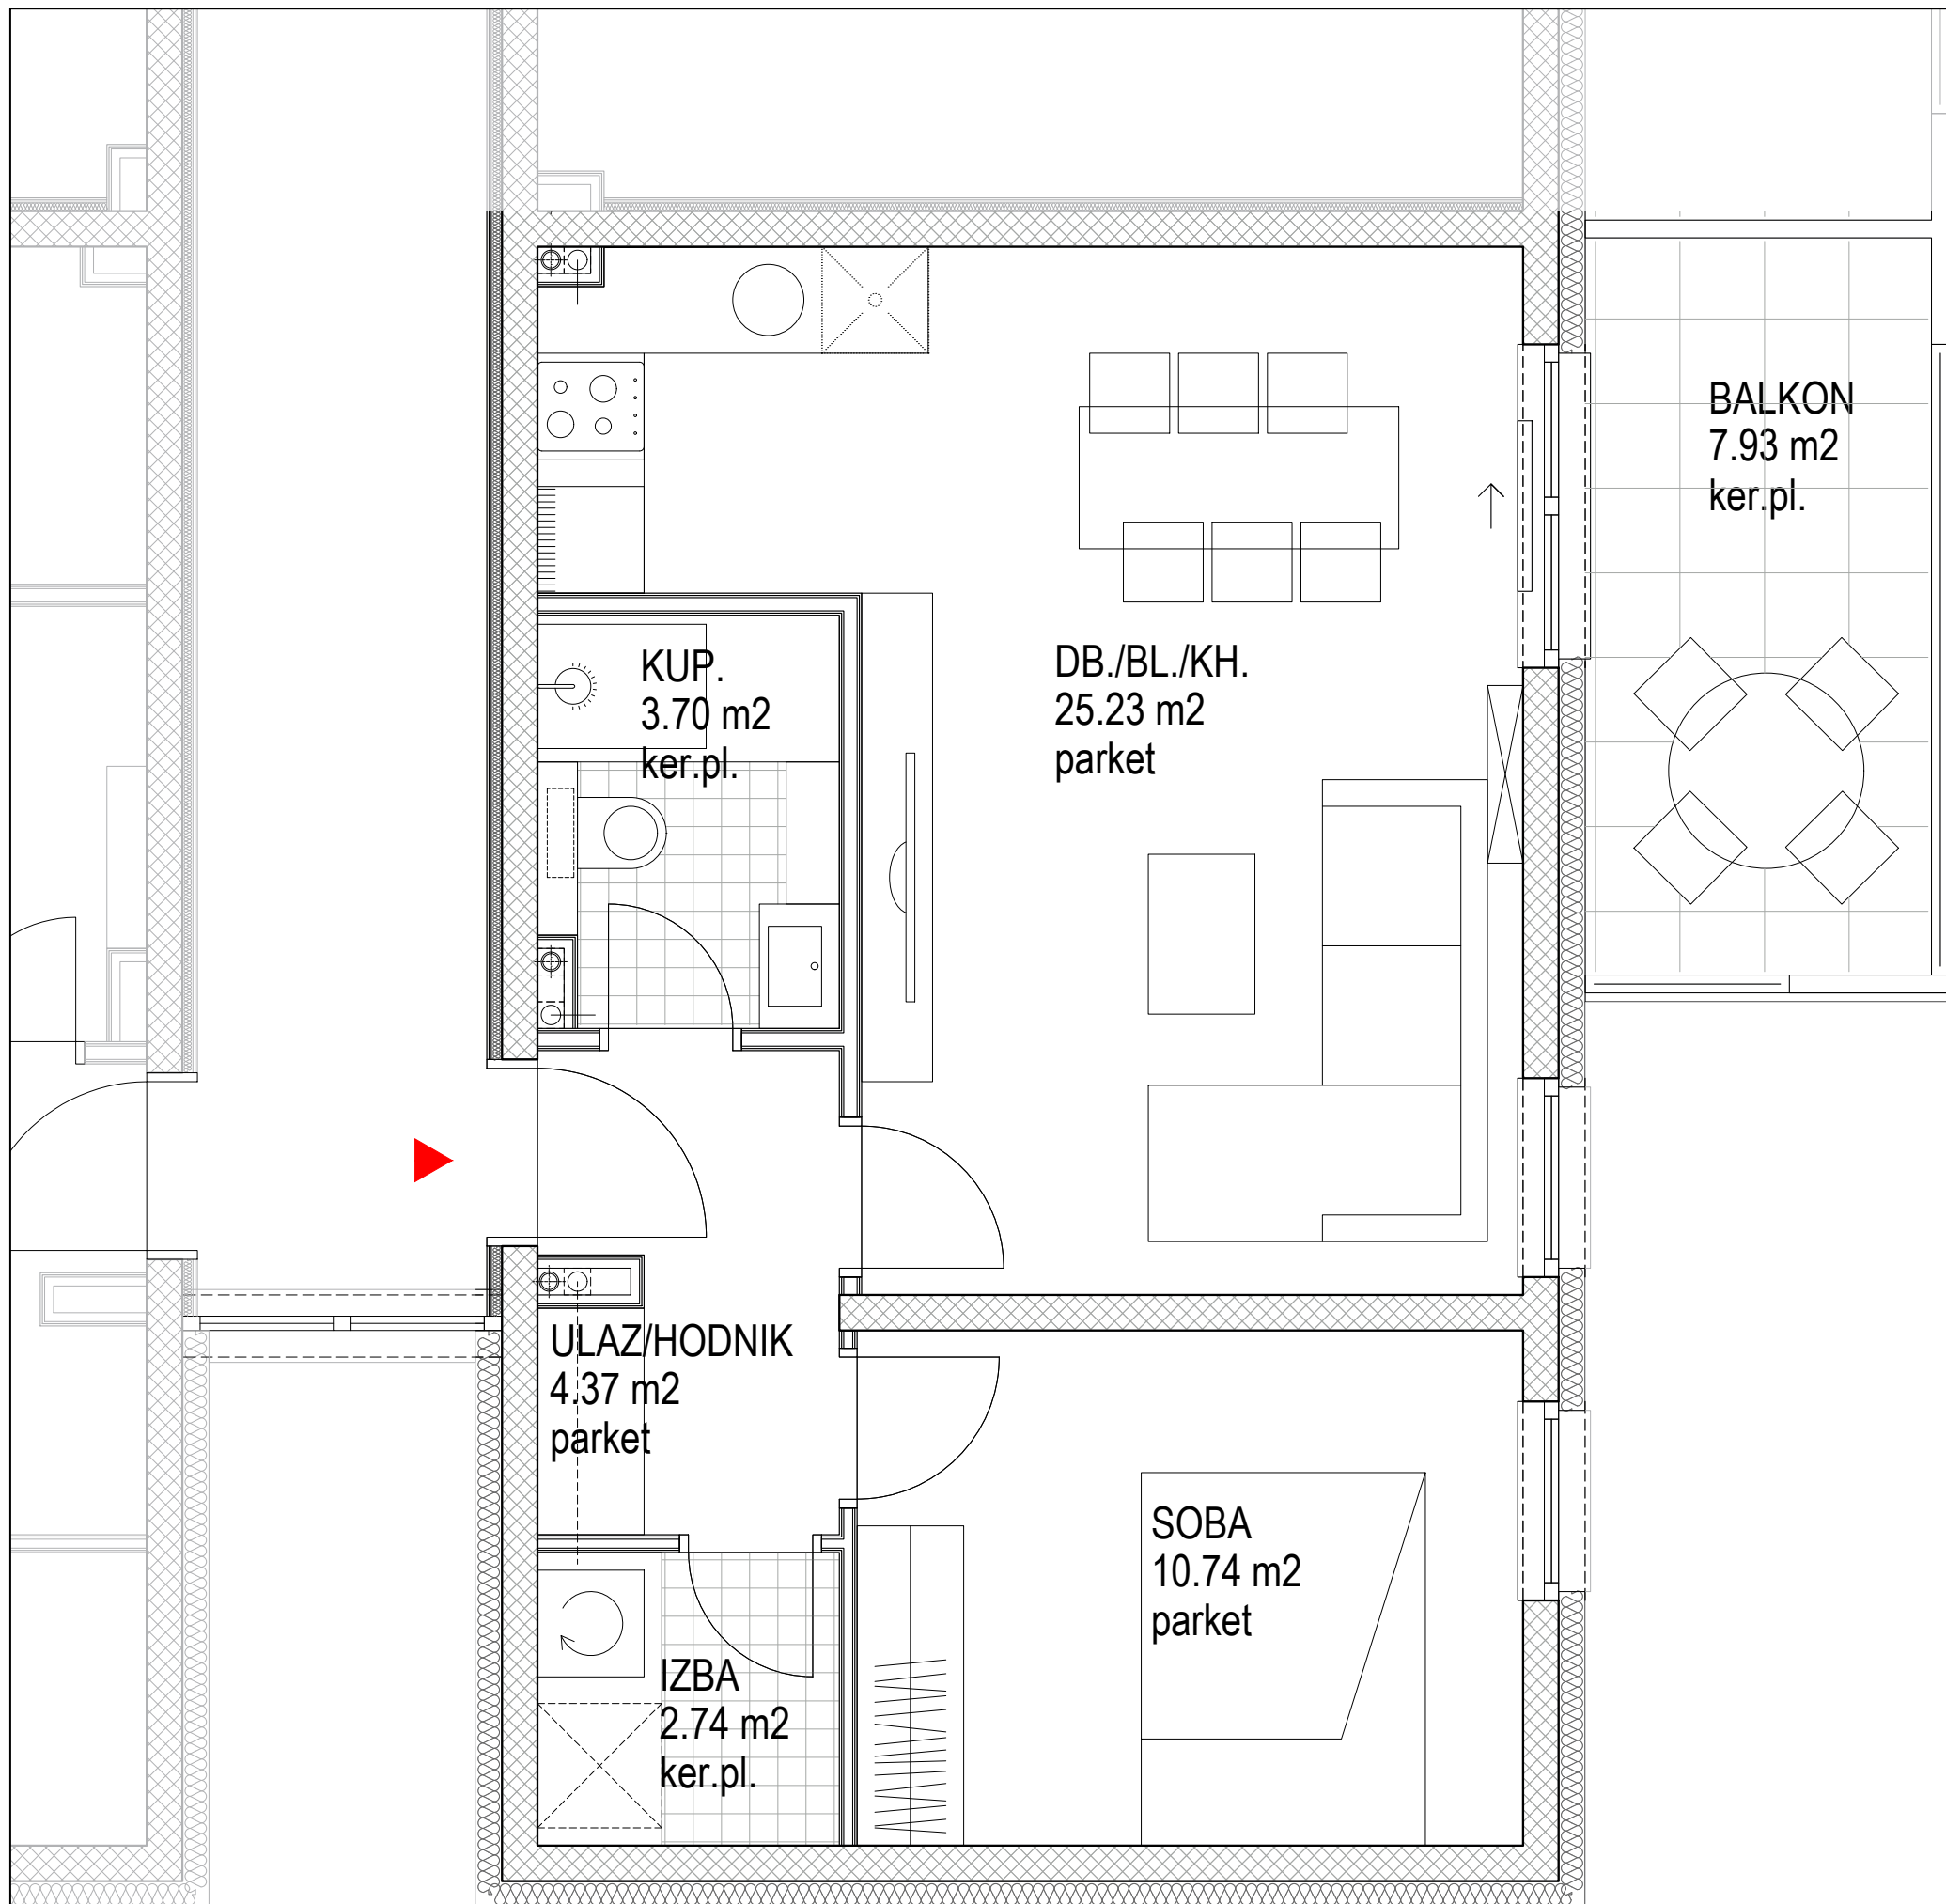 BALKON
7.93 m2
ker.pl.
KUP.
3.70 m2
ker.pl.
DB./BL./KH.
25.23 m2
parket
ULAZ/HODNIK
4.37 m2
parket
SOBA
10.74 m2
parket
IZBA
2.74 m2
ker.pl.